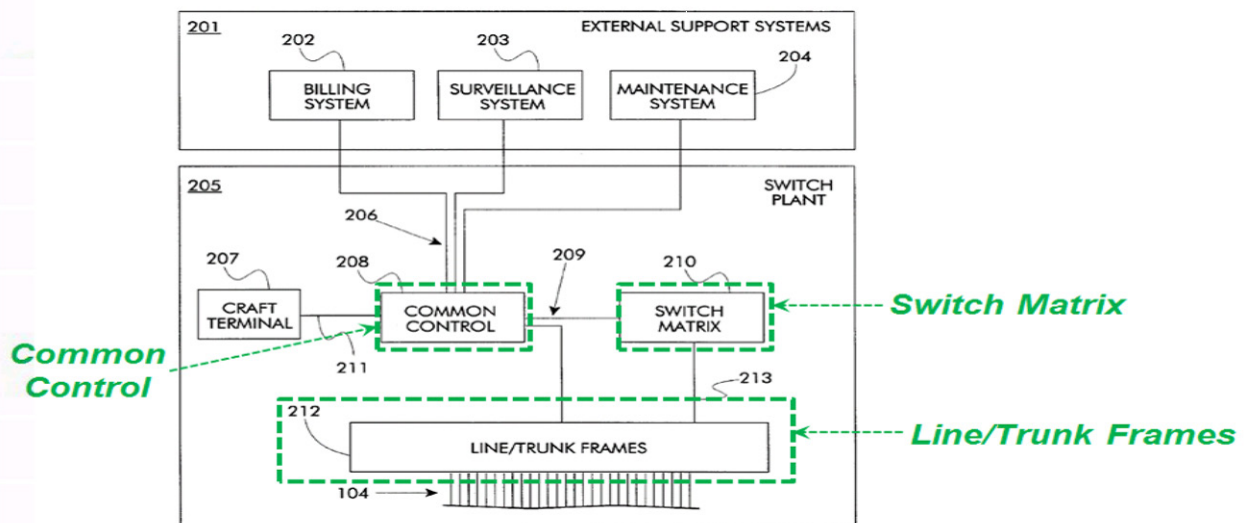 201
EXTERNAL SUPPORT SYSTEMS
202
203
204
BILLING
SYSTEM
SURVEILLANCE
SYSTEM
MAINTENANCE
SYSTEM
205
SWITCH
PLANT
206
207
208
209
210
CRAFT
TERMINAL
COMMON
CONTROL
SWITCH
MATRIX
Switch Matrix
Common
Control
211
213
212
LINE/TRUNK FRAMES
Line/Trunk Frames
104